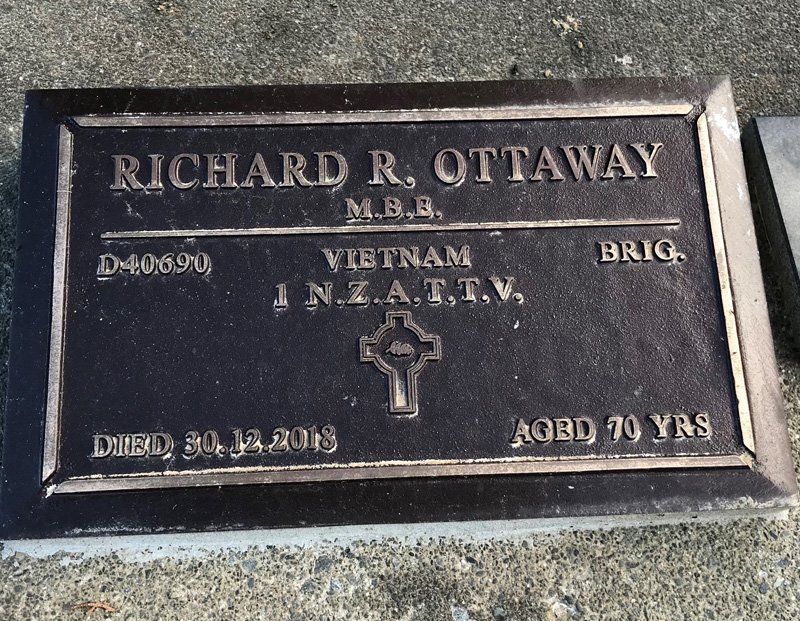 RICHARD R. OTTAWAY
M.B.E.
D40690 VIETNAM BRIG.
1 N.Z.A.T.T.V.
DIED 30.12.2018 AGED 70 YRS